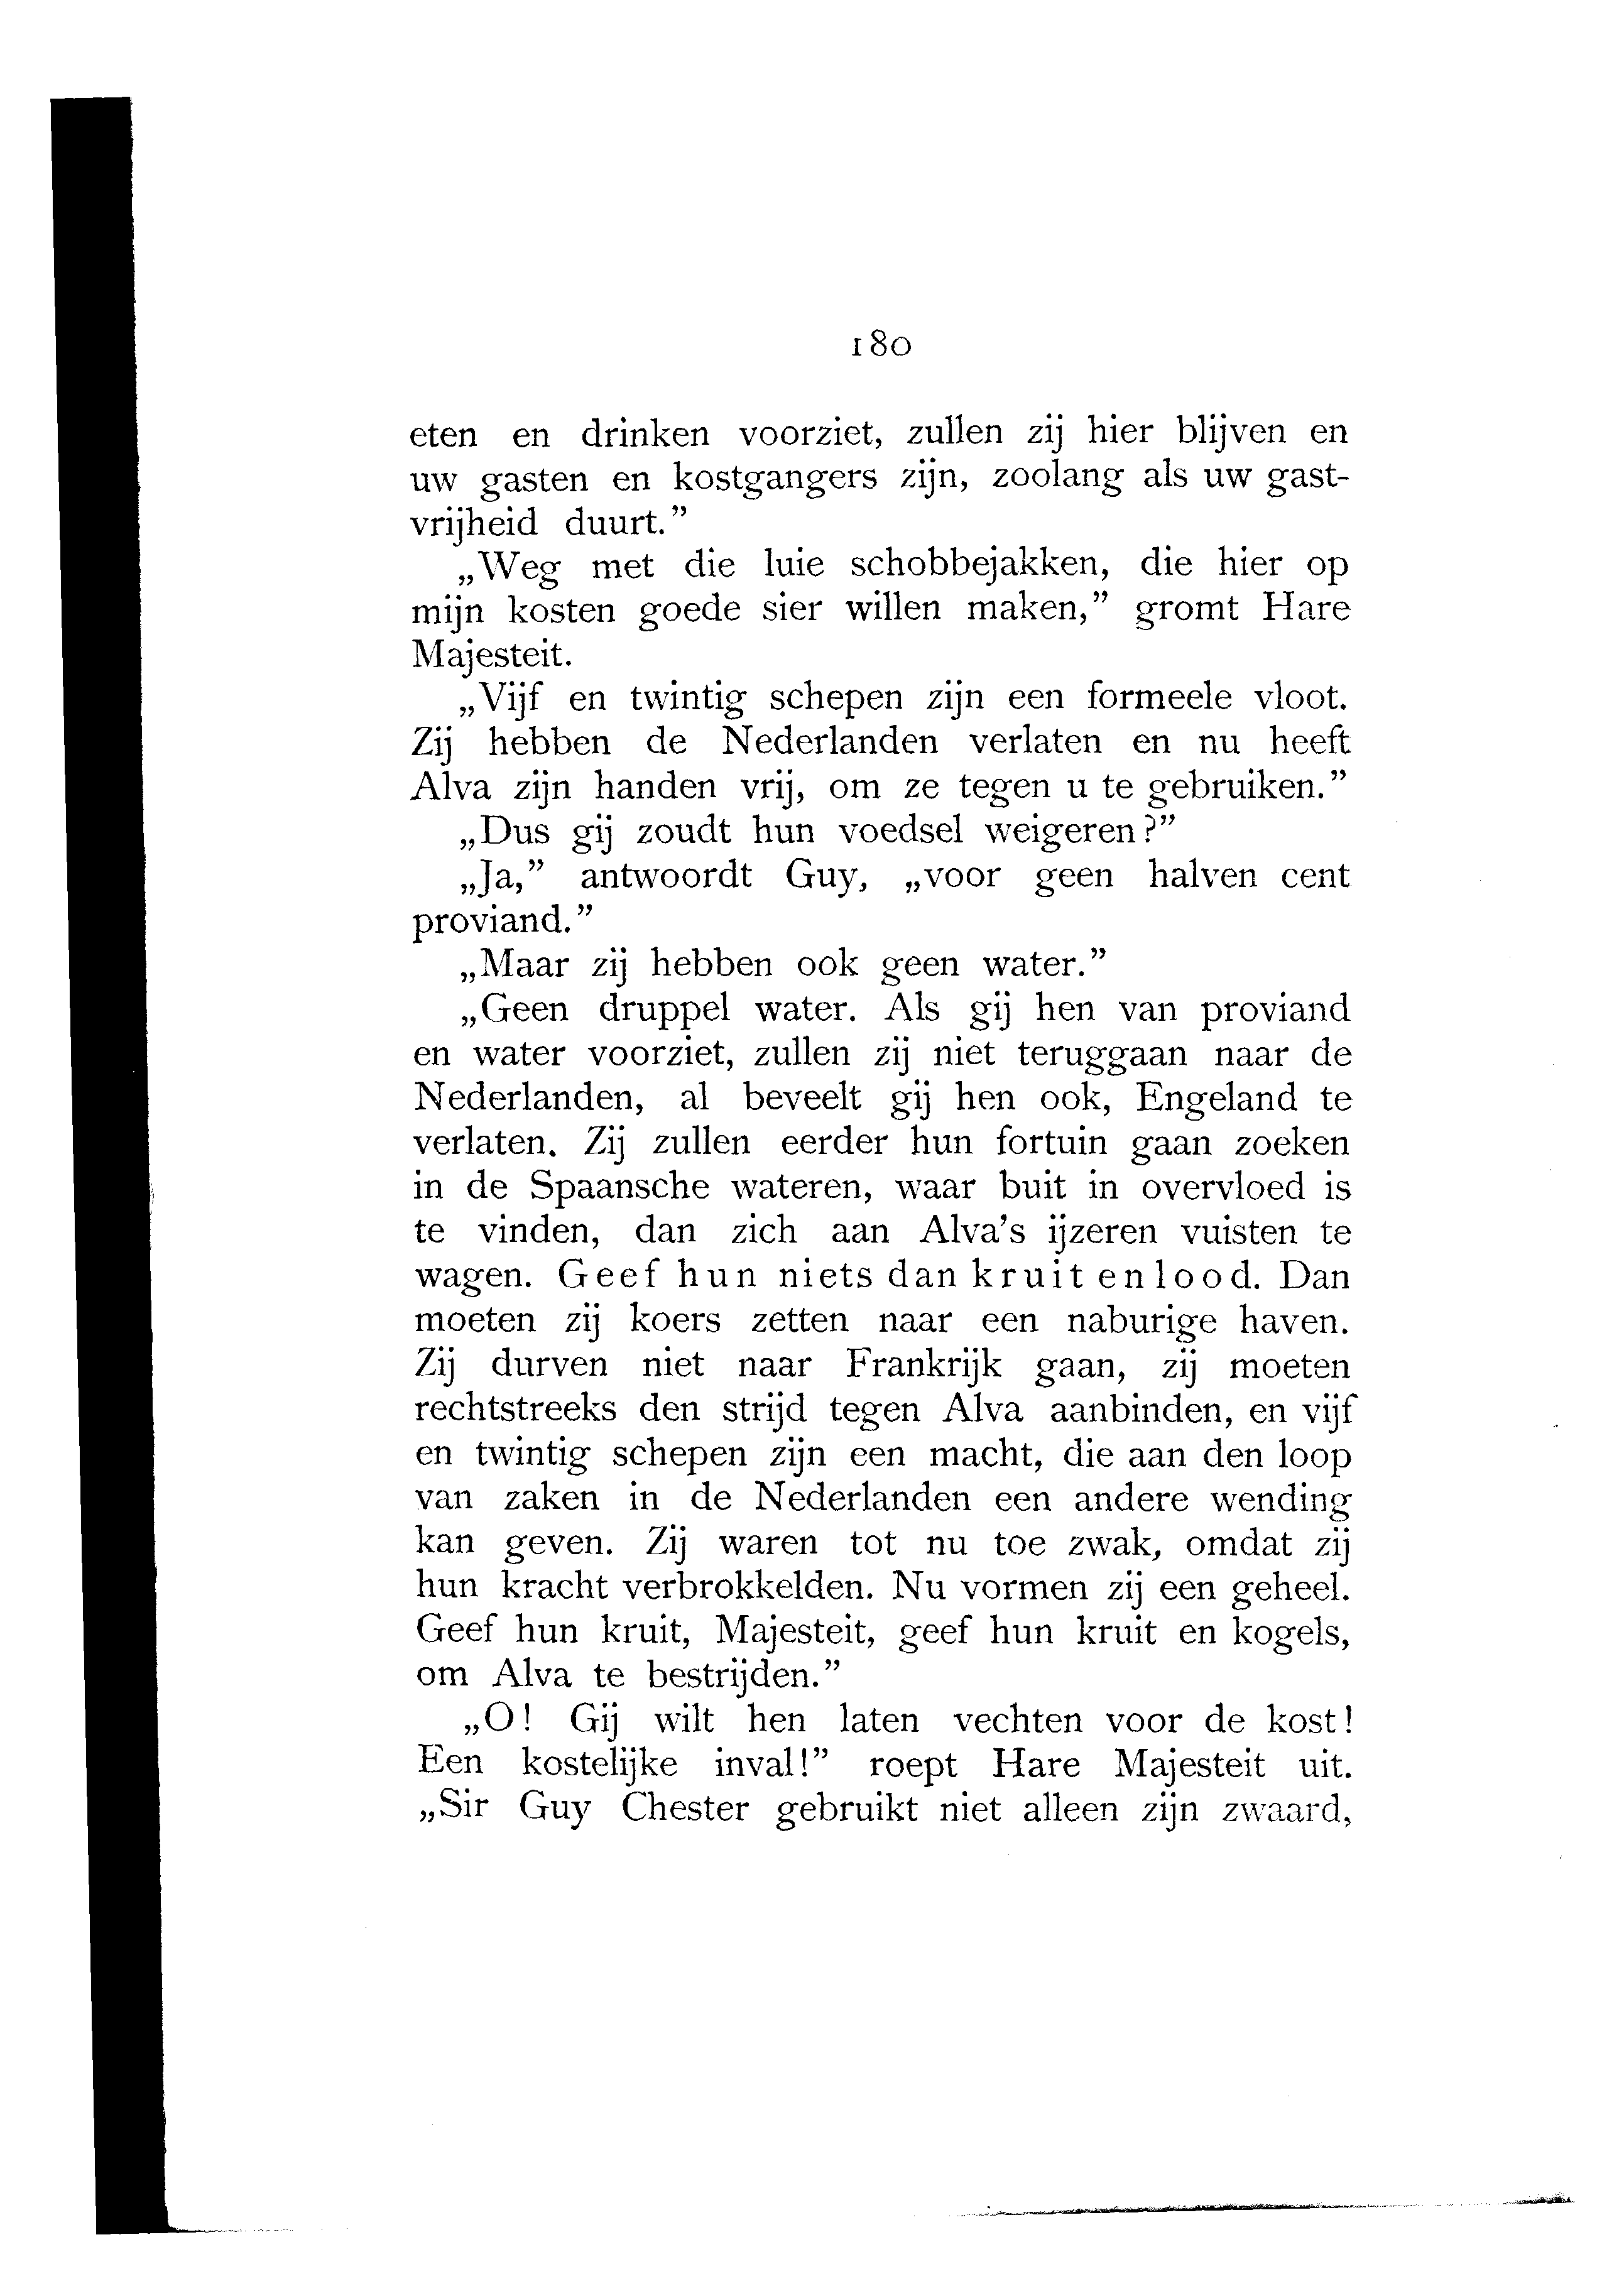 180
eten en drinken voorziet, zullen zij hier blijven en
uw gasten en kostgangers zijn, zoolang als uw gast-
vrijheid duurt.”
„Weg met die luie schobbejakken, die hier op
mijn kosten goede sier willen maken,” gromt Hare
Majesteit.
„Vijf en twintig schepen zijn een formeele vloot.
Zij hebben de Nederlanden verlaten en nu heeft
Alva zijn handen vrij, om ze tegen u te gebruiken.”
„Dus gij zoudt hun voedsel weigeren?”
„Ja,” antwoordt Guy, „voor geen halven cent
proviand.”
„Maar zij hebben ook geen water.”
„Geen druppel water. Als gij hen van proviand
en water voorziet, zullen zij niet teruggaan naar de
Nederlanden, al beveelt gij hen ook, Engeland te
verlaten. Zij zullen eerder hun fortuin gaan zoeken
in de Spaansche wateren, waar buit in overvloed is
te vinden, dan zich aan Alva’s ijzeren vuisten te
wagen. Geef hun niets dan kruit en lood. Dan
moeten zij koers zetten naar een naburige haven.
Zij durven niet naar Frankrijk gaan, zij moeten
rechtstreeks den strijd tegen Alva aanbinden, en vijf
en twintig schepen zijn een macht, die aan den loop
van zaken in de Nederlanden een andere wending
kan geven. Zij waren tot nu toe zwak, omdat zij
hun kracht verbrokkelden. Nu vormen zij een geheel.
Geef hun kruit, Majesteit, geef hun kruit en kogels,
om Alva te bestrijden.”
„O! Gij wilt hen laten vechten voor de kost!
Een kostelijke inval!” roept Hare Majesteit uit.
„Sir Guy Chester gebruikt niet alleen zijn zwaard,